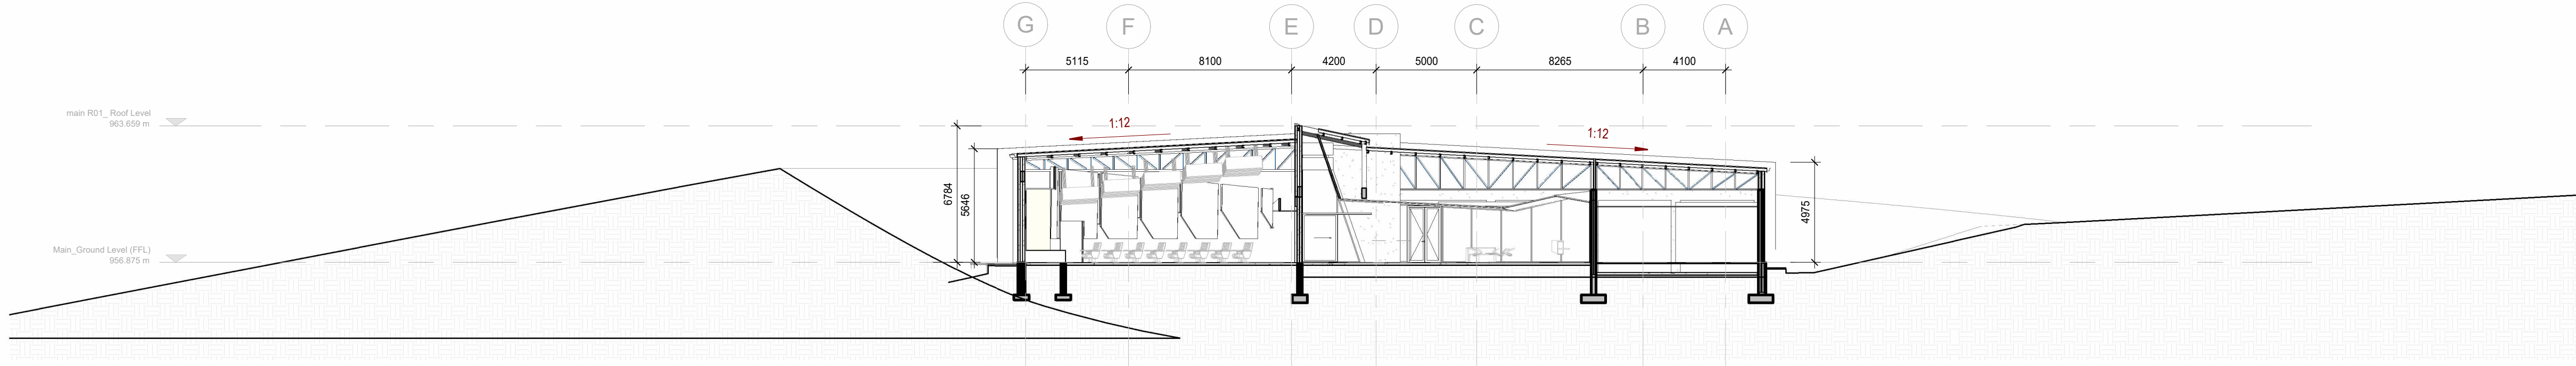 G F E D C B A
5115 8100 4200 5000 8265 4100
main R01_ Roof Level
963.659 m
1:12
1:12
6784
5646
4975
Main_Ground Level (FFL)
956.875 m